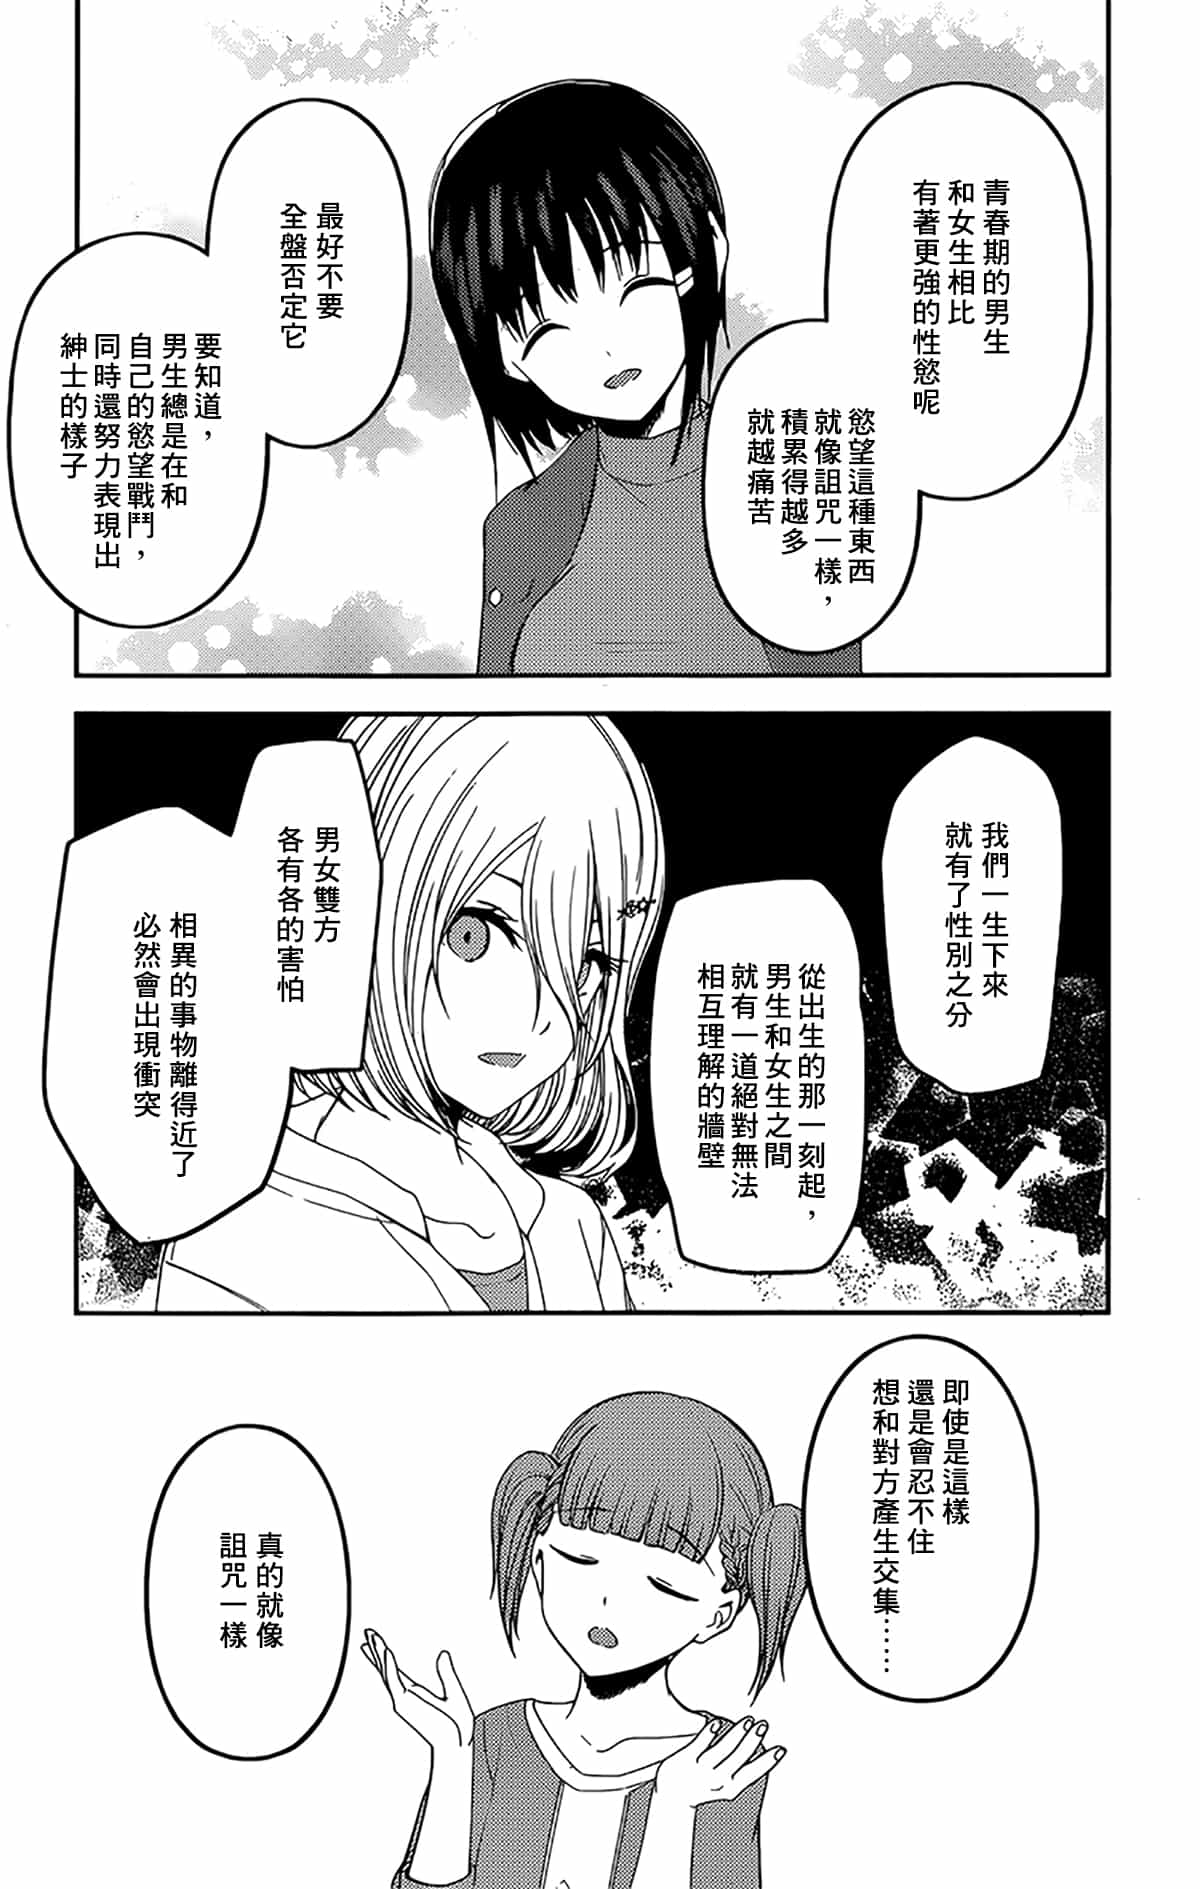 青春期的男生
和女生相比
有著更強的性慾呢
慾望這種東西
就像詛咒一樣，
積累得越多
就越痛苦
最好不要
全盤否定它
要知道，
男生總是在和
自己的慾望戰鬥，
同時還努力表現出
紳士的樣子
我們一生下來
就有了性別之分
從出生的那一刻起，
男生和女生之間
就有一道絕對無法
相互理解的牆壁
男女雙方
各有各的害怕
相異的事物離得近了
必然會出現衝突
即使是這樣
還是會忍不住
想和對方產生交集……
真的就像
詛咒一樣